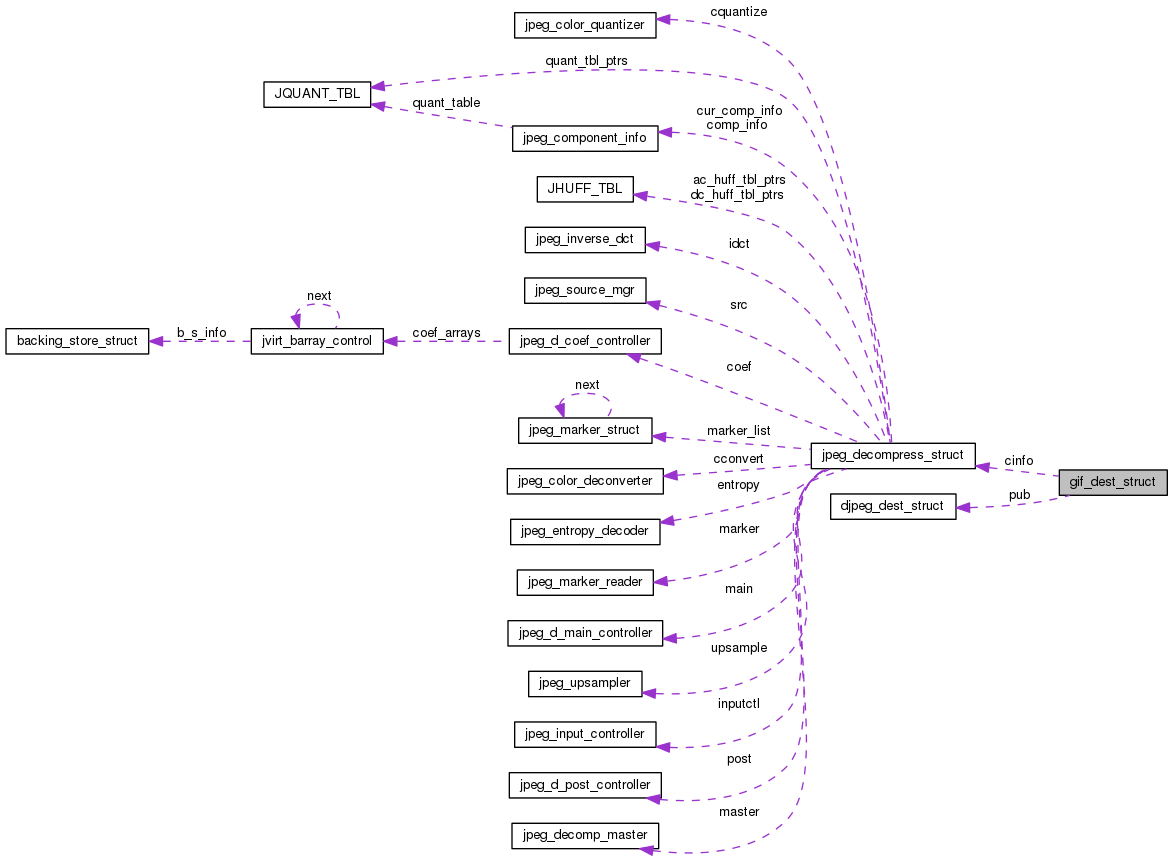 cquantize
jpeg_color_quantizer
quant_tbl_ptrs
JQUANT_TBL
quant_table
cur_comp_info
comp_info
jpeg_component_info
ac_huff_tbl_ptrs
dc_huff_tbl_ptrs
JHUFF_TBL
idct
jpeg_inverse_dct
src
jpeg_source_mgr
next
b_s_info
coef_arrays
backing_store_struct
jvirt_barray_control
jpeg_d_coef_controller
coef
next
jpeg_marker_struct
marker_list
jpeg_decompress_struct
cconvert
cinfo
jpeg_color_deconverter
gif_dest_struct
entropy
pub
djpeg_dest_struct
jpeg_entropy_decoder
marker
jpeg_marker_reader
main
jpeg_d_main_controller
upsample
jpeg_upsampler
inputctl
jpeg_input_controller
post
jpeg_d_post_controller
master
jpeg_decomp_master